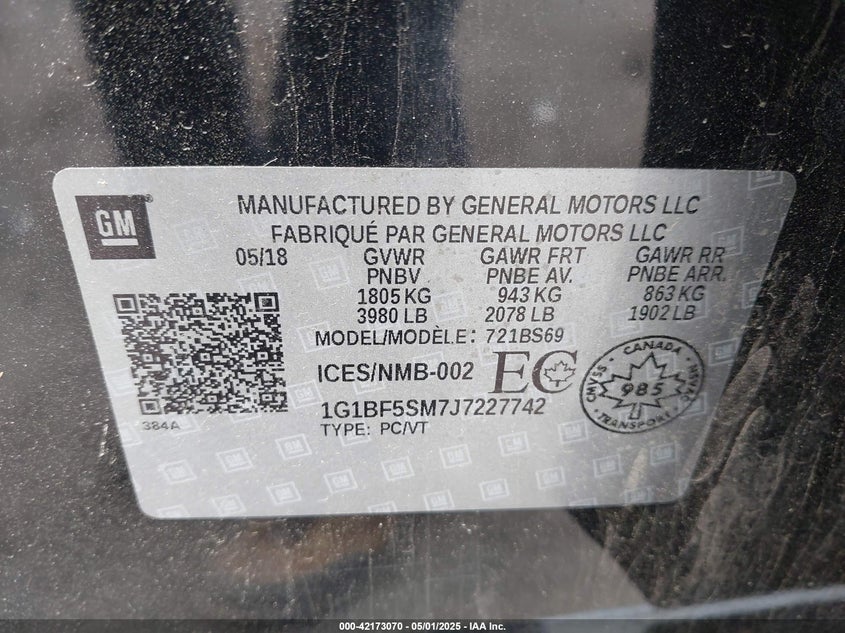 GM
MANUFACTURED BY GENERAL MOTORS LLC
FABRIQUÉ PAR GENERAL MOTORS LLC
05/18 GVWR GAWR FRT GAWR RR
PNBV PNBE AV. PNBE ARR.
1805 KG 943 KG 863 KG
3980 LB 2078 LB 1902 LB
MODEL/MODÈLE: 721BS69
ICES/NMB-002 EC
CANADA
CMVSS 985 NSVAC
TRANSPORT
1G1BF5SM7J7227742
384A
TYPE: PC/VT
000-42173070 - 05/01/2025 - IAA Inc.